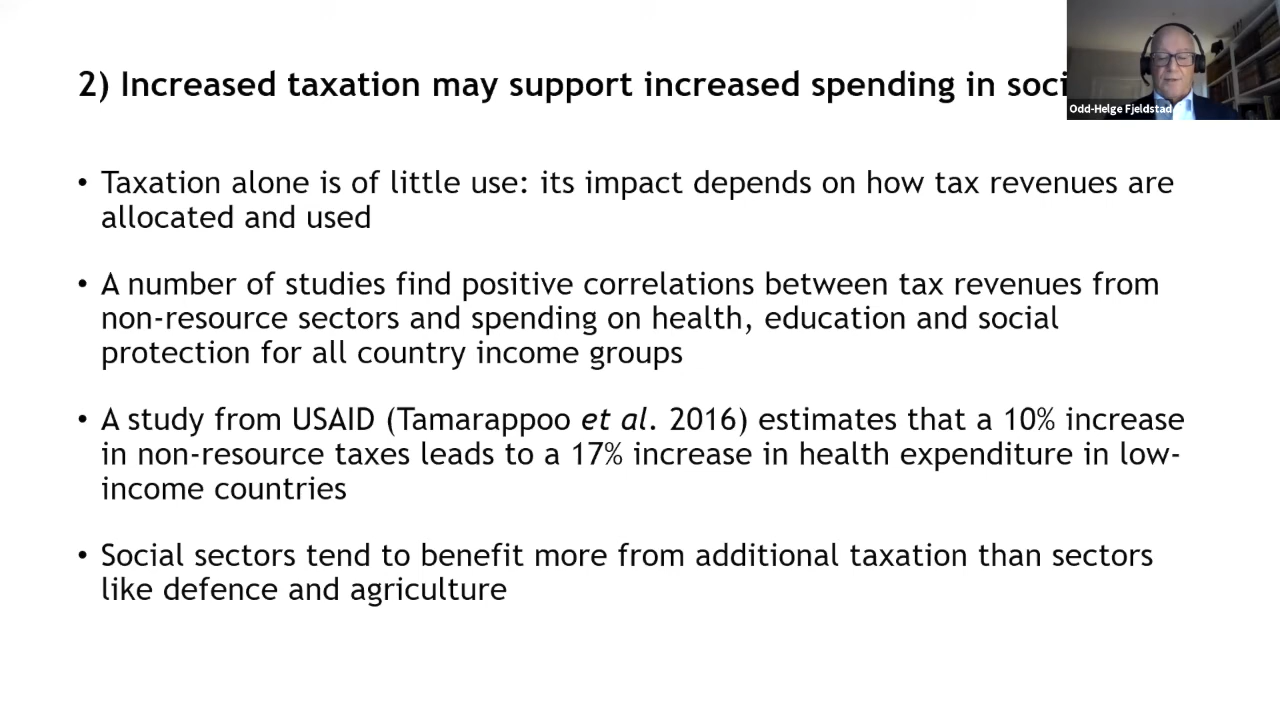 2) Increased taxation may support increased spending in soci
Odd-Helge Fjeldstad
• Taxation alone is of little use: its impact depends on how tax revenues are
allocated and used
• A number of studies find positive correlations between tax revenues from
non-resource sectors and spending on health, education and social
protection for all country income groups
• A study from USAID (Tamarappoo et al. 2016) estimates that a 10% increase
in non-resource taxes leads to a 17% increase in health expenditure in low-
income countries
• Social sectors tend to benefit more from additional taxation than sectors
like defence and agriculture